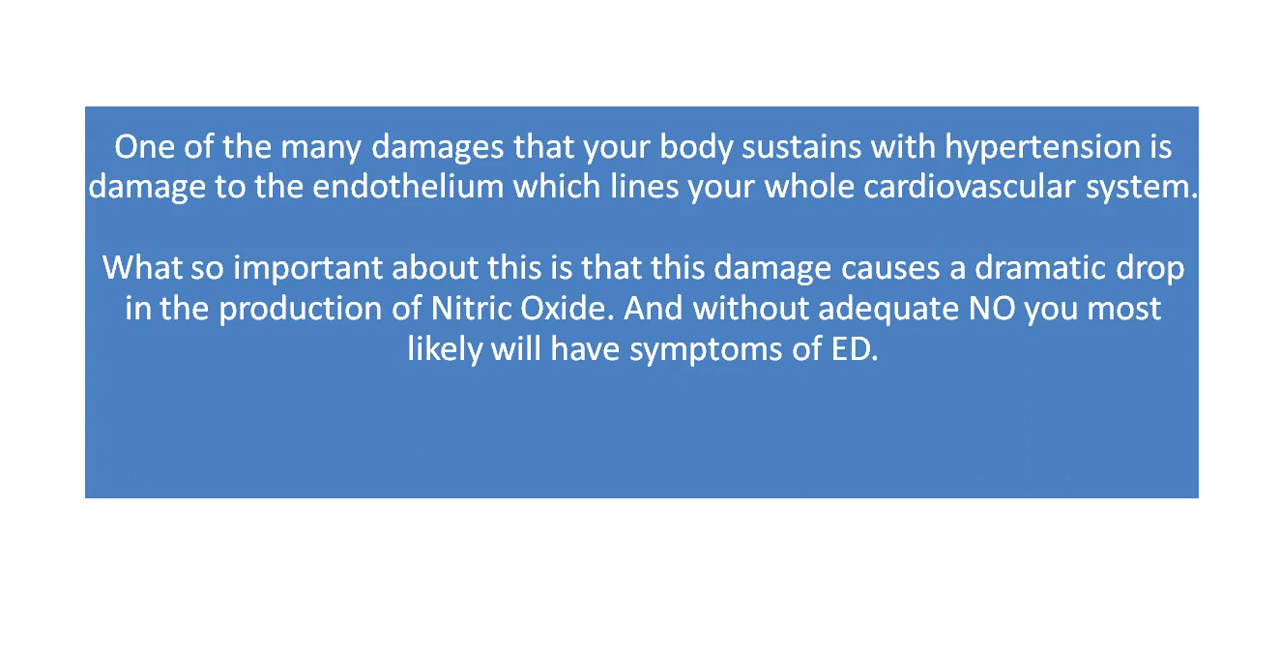 One of the many damages that your body sustains with hypertension is
damage to the endothelium which lines your whole cardiovascular system.
What so important about this is that this damage causes a dramatic drop
in the production of Nitric Oxide. And without adequate NO you most
likely will have symptoms of ED.